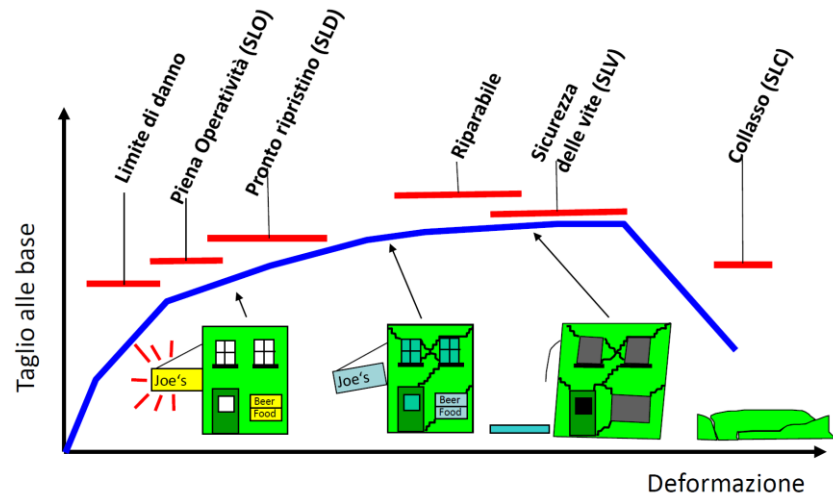 Limite di danno
Piena Operatività (SLO)
Pronto ripristino (SLD)
Riparabile
Sicurezza
delle vite (SLV)
Collasso (SLC)
Taglio alle base
Joe‘s
Beer
Food
Joe‘s
Beer
Food
Deformazione